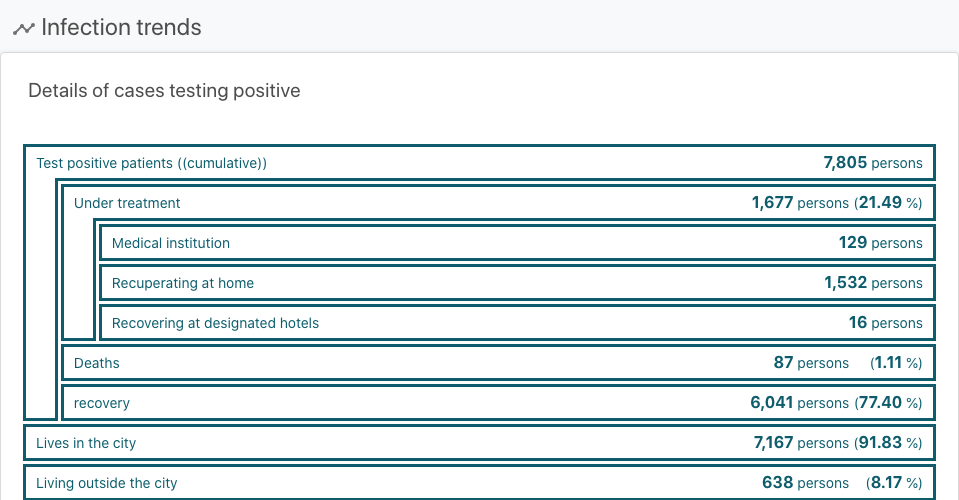 Infection trends
Details of cases testing positive
Test positive patients ((cumulative)) 7,805 persons
Under treatment 1,677 persons (21.49 %)
Medical institution 129 persons
Recuperating at home 1,532 persons
Recovering at designated hotels 16 persons
Deaths 87 persons (1.11 %)
recovery 6,041 persons (77.40 %)
Lives in the city 7,167 persons (91.83 %)
Living outside the city 638 persons (8.17 %)